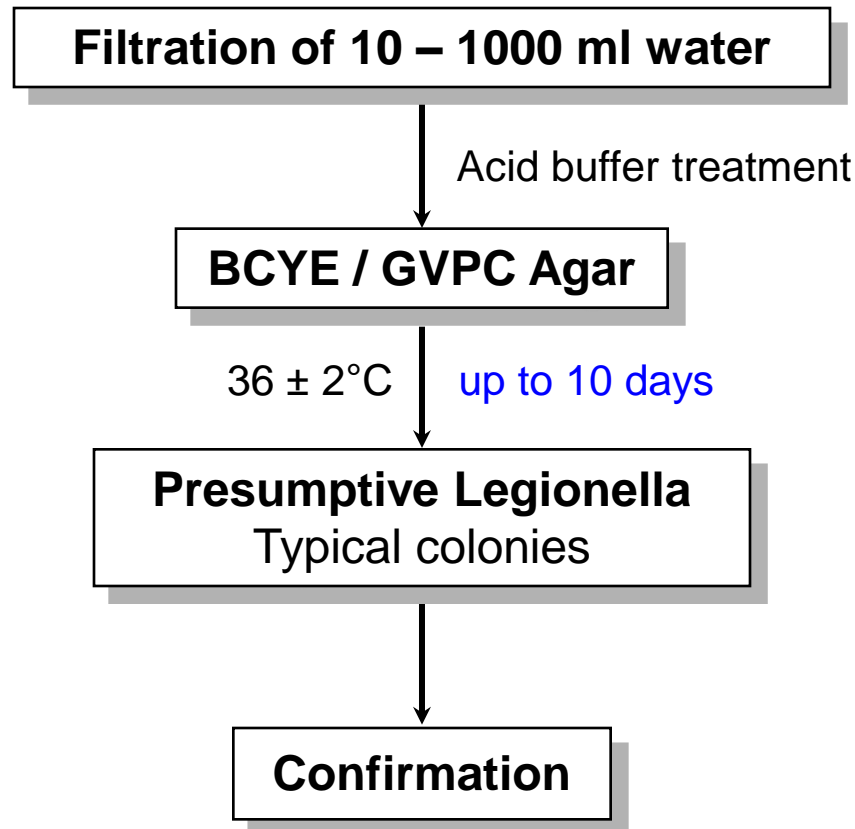 Filtration of 10 – 1000 ml water
Acid buffer treatment
BCYE / GVPC Agar
36 ± 2°C up to 10 days
Presumptive Legionella
Typical colonies
Confirmation